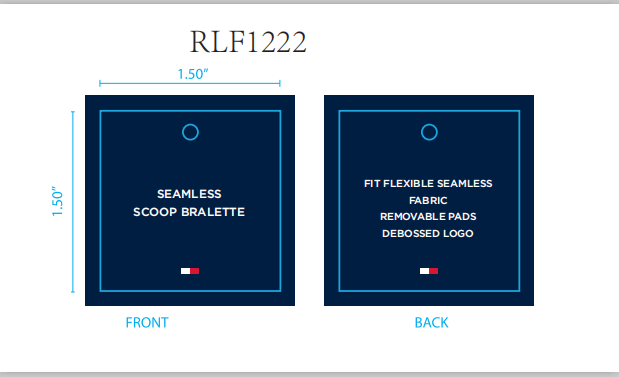 RLF1222
1.50"
1.50"
SEAMLESS
SCOOP BRALETTE
FIT FLEXIBLE SEAMLESS
FABRIC
REMOVABLE PADS
DEBOSSED LOGO
FRONT
BACK